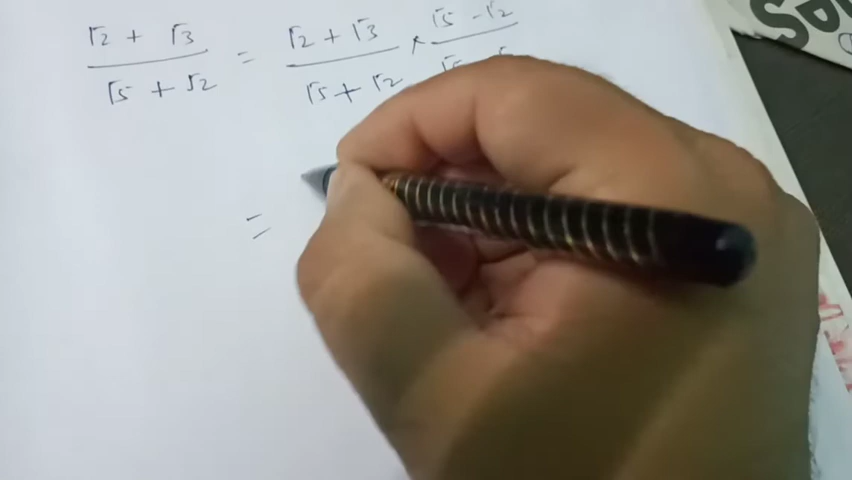 √2 + √3 / √5 + √2 = √2 + √3 / √5 + √2 × √5 - √2
=